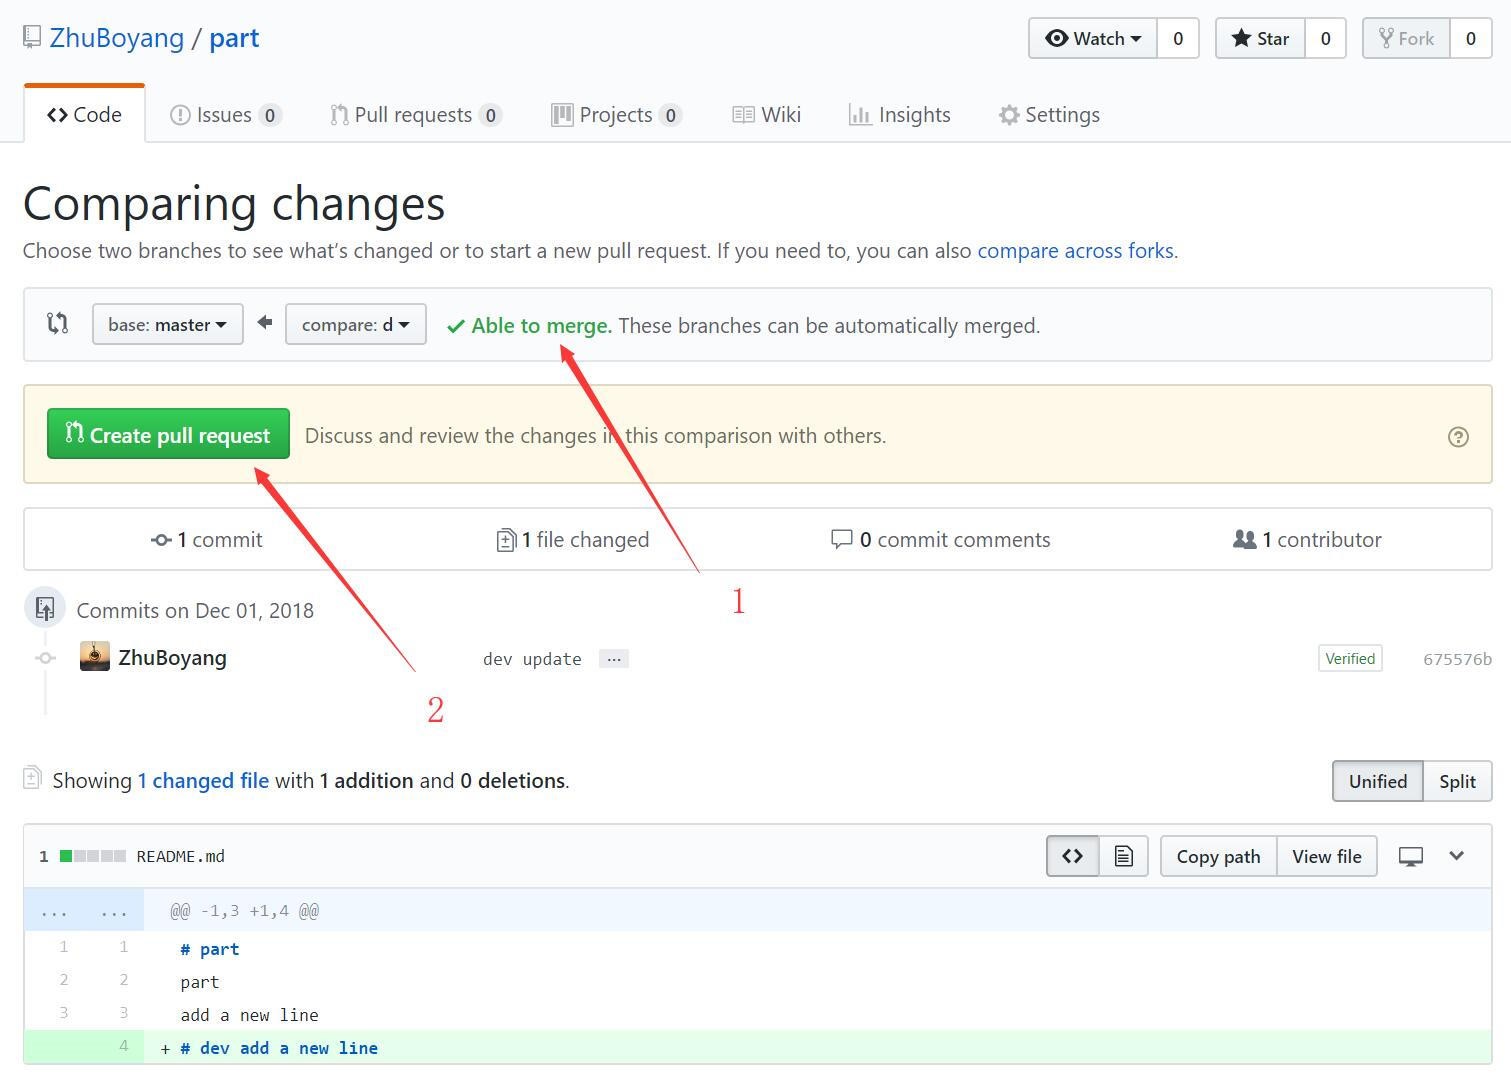 ZhuBoyang / part
Watch 0 Star 0 Fork 0
Code Issues 0 Pull requests 0 Projects 0 Wiki Insights Settings
Comparing changes
Choose two branches to see what's changed or to start a new pull request. If you need to, you can also compare across forks.
base: master compare: d Able to merge. These branches can be automatically merged.
Create pull request Discuss and review the changes in this comparison with others.
1 commit 1 file changed 0 commit comments 1 contributor
1
Commits on Dec 01, 2018
ZhuBoyang dev update ... Verified 675576b
2
Showing 1 changed file with 1 addition and 0 deletions. Unified Split
1 README.md Copy path View file
... ... @@ -1,3 +1,4 @@
1 1 # part
2 2 part
3 3 add a new line
4 + # dev add a new line